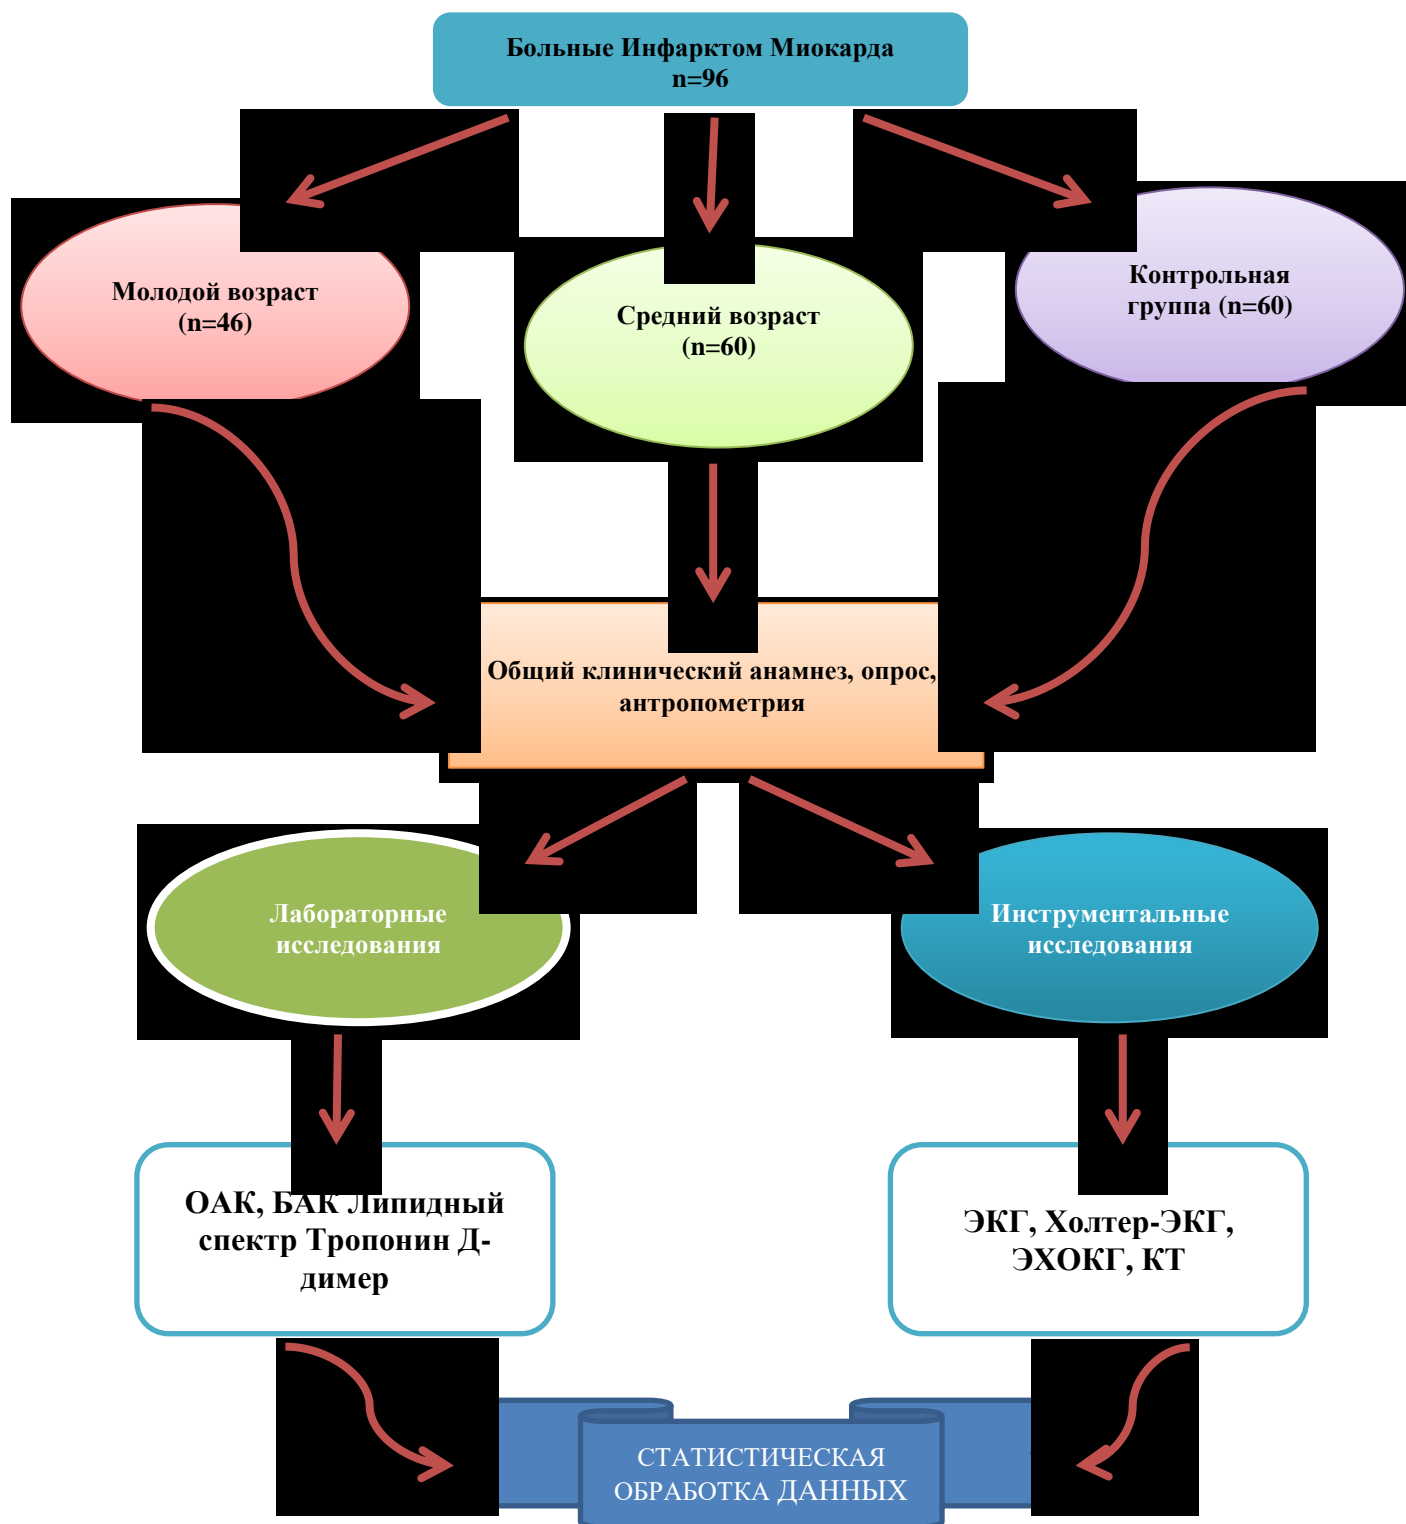 Больные Инфарктом Миокарда
n=96
Молодой возраст
(n=46)
Средний возраст
(n=60)
Контрольная
группа (n=60)
Общий клинический анамнез, опрос,
антропометрия
Лабораторные
исследования
Инструментальные
исследования
ОАК, БАК Липидный
спектр Тропонин Д-
димер
ЭКГ, Холтер-ЭКГ,
ЭХОКГ, КТ
СТАТИСТИЧЕСКАЯ
ОБРАБОТКА ДАННЫХ